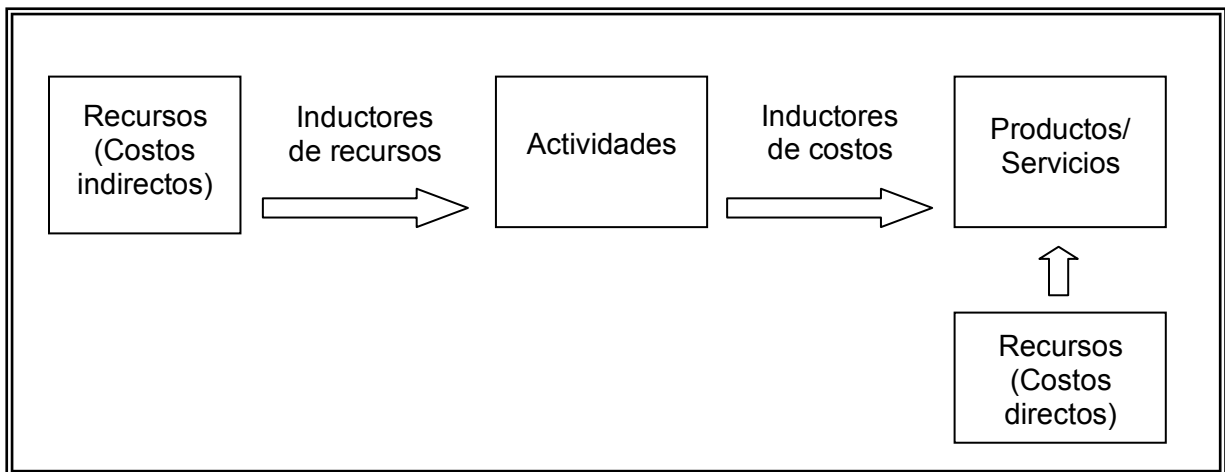 Recursos
(Costos
indirectos)
Inductores
de recursos
Actividades
Inductores
de costos
Productos/
Servicios
Recursos
(Costos
directos)